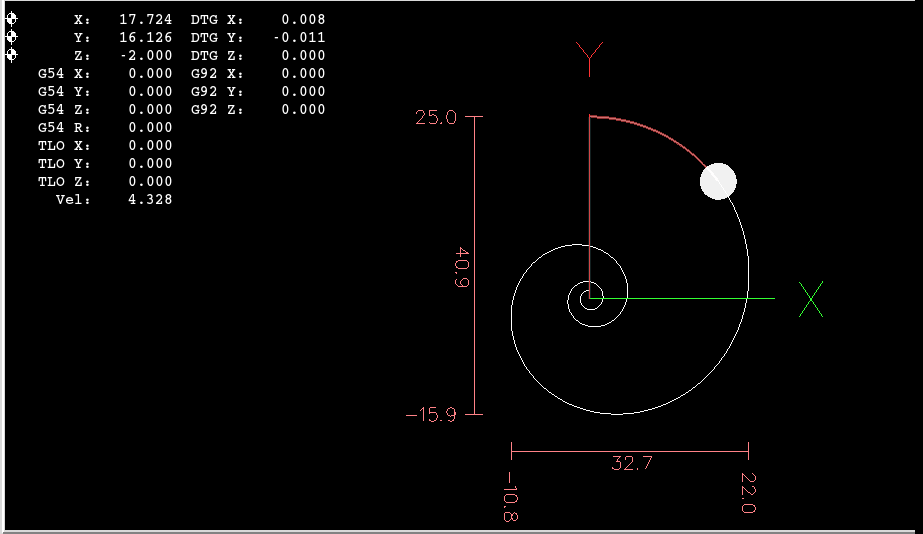 X: 17.724 DTG X: 0.008
Y: 16.126 DTG Y: -0.011
Z: -2.000 DTG Z: 0.000
G54 X: 0.000 G92 X: 0.000
G54 Y: 0.000 G92 Y: 0.000
G54 Z: 0.000 G92 Z: 0.000
G54 R: 0.000
TLO X: 0.000
TLO Y: 0.000
TLO Z: 0.000
Vel: 4.328
Y
25.0
40.9
X
-15.9
32.7
-10.8
22.0